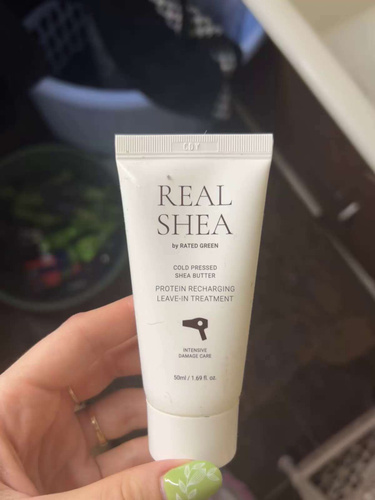 REAL
SHEA
by RATED GREEN
COLD PRESSED
SHEA BUTTER
PROTEIN RECHARGING
LEAVE-IN TREATMENT
INTENSIVE
DAMAGE CARE
50ml / 1.69 fl. oz.